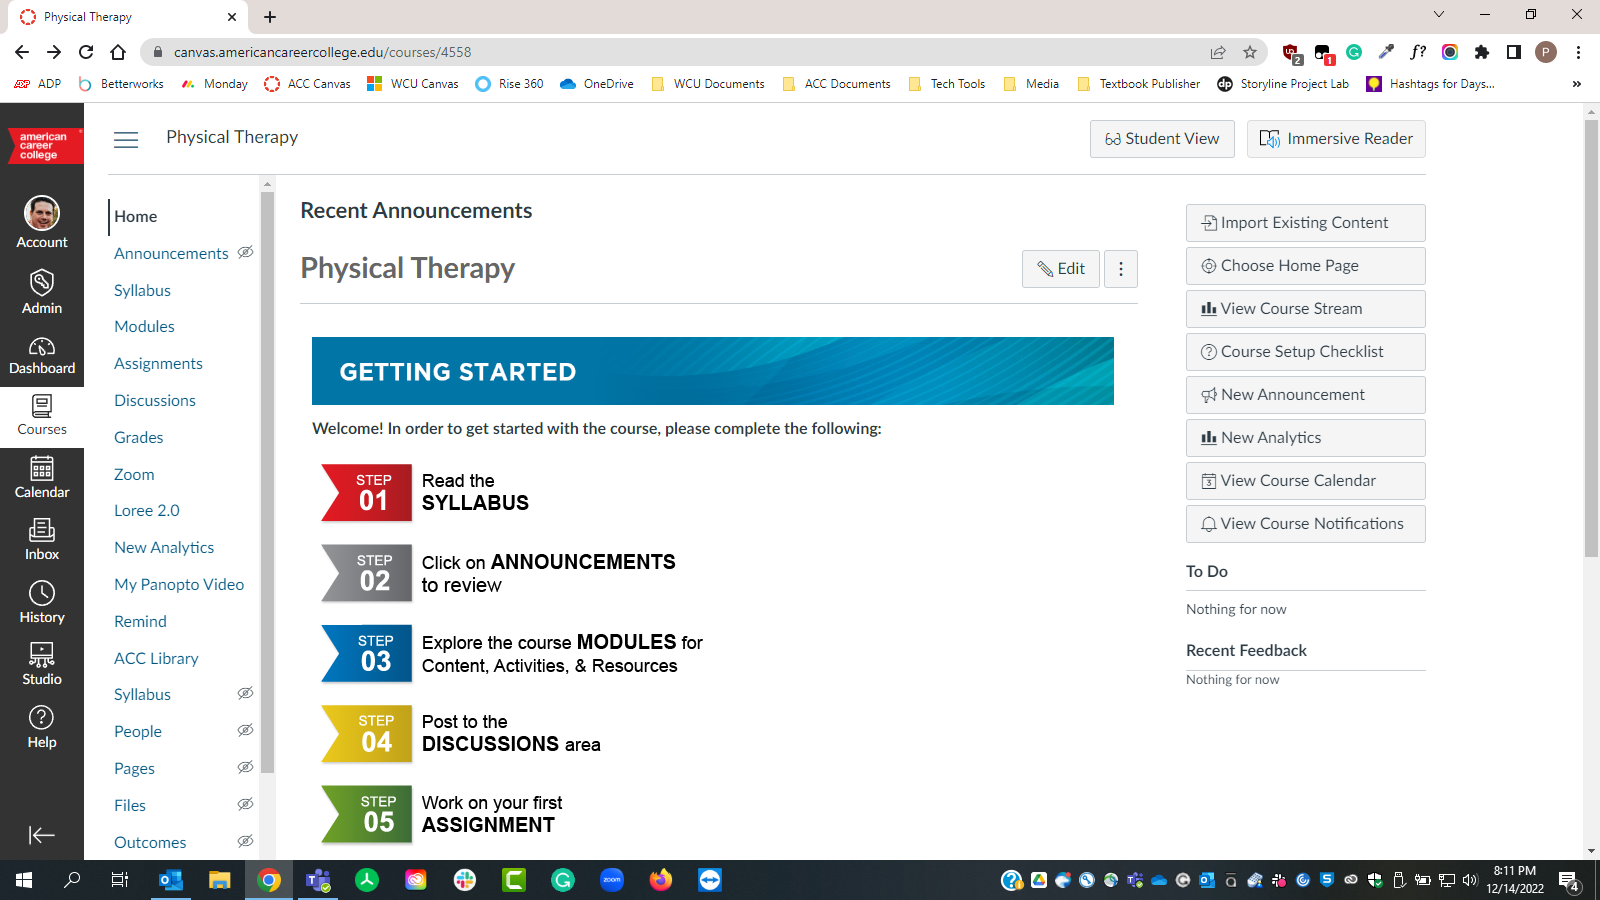 Physical Therapy
canvas.americancareercollege.edu/courses/4558
2
1
f?
P
ADP
Betterworks
Monday
ACC Canvas
WCU Canvas
Rise 360
OneDrive
WCU Documents
ACC Documents
Tech Tools
Media
Textbook Publisher
dp
Storyline Project Lab
Hashtags for Days...
»
american
career
college
Account
Admin
Dashboard
Courses
Calendar
Inbox
History
Studio
Help
Physical Therapy
Student View
Immersive Reader
Home
Announcements
Syllabus
Modules
Assignments
Discussions
Grades
Zoom
Loree 2.0
New Analytics
My Panopto Video
Remind
ACC Library
Syllabus
People
Pages
Files
Outcomes
Recent Announcements
Physical Therapy
Edit
GETTING STARTED
Welcome! In order to get started with the course, please complete the following:
STEP
01
Read the
SYLLABUS
STEP
02
Click on ANNOUNCEMENTS
to review
STEP
03
Explore the course MODULES for
Content, Activities, & Resources
STEP
04
Post to the
DISCUSSIONS area
STEP
05
Work on your first
ASSIGNMENT
Import Existing Content
Choose Home Page
View Course Stream
Course Setup Checklist
New Announcement
New Analytics
View Course Calendar
View Course Notifications
To Do
Nothing for now
Recent Feedback
Nothing for now
zoom
8:11 PM
12/14/2022
4